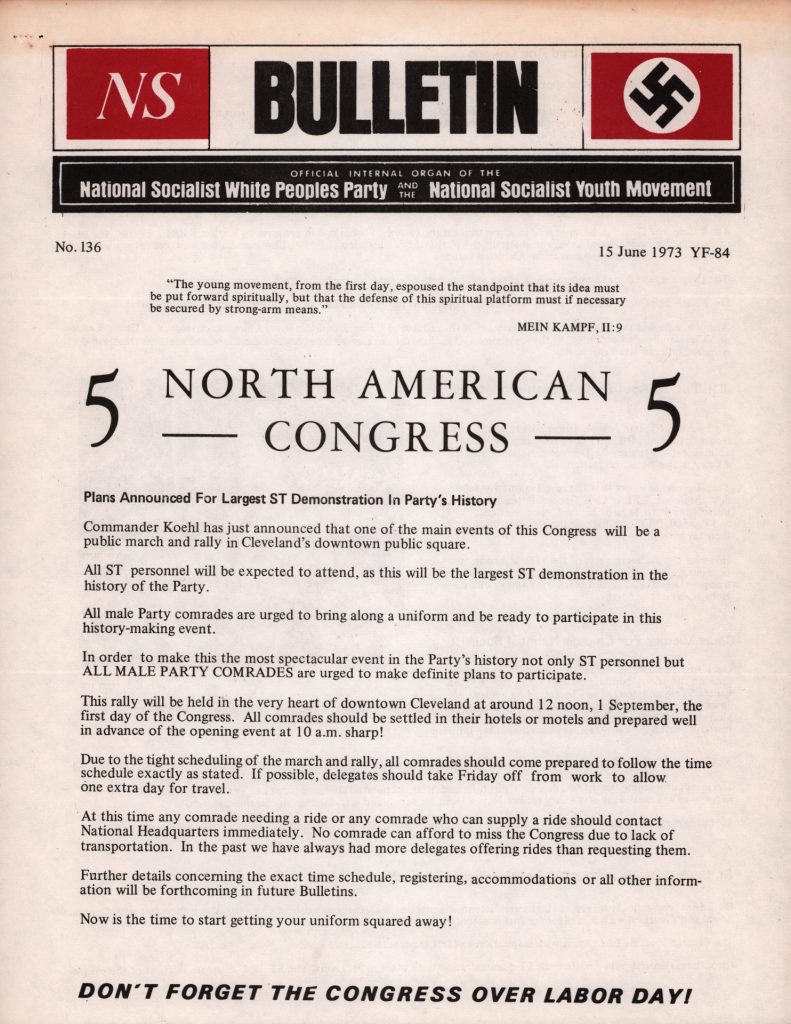 NS
BULLETIN
OFFICIAL INTERNAL ORGAN OF THE
National Socialist White Peoples Party AND THE National Socialist Youth Movement
No. 136
15 June 1973 YF-84
“The young movement, from the first day, espoused the standpoint that its idea must
be put forward spiritually, but that the defense of this spiritual platform must if necessary
be secured by strong-arm means.”
MEIN KAMPF, II:9
5 NORTH AMERICAN 5
— CONGRESS —
Plans Announced For Largest ST Demonstration In Party’s History
Commander Koehl has just announced that one of the main events of this Congress will be a
public march and rally in Cleveland’s downtown public square.
All ST personnel will be expected to attend, as this will be the largest ST demonstration in the
history of the Party.
All male Party comrades are urged to bring along a uniform and be ready to participate in this
history-making event.
In order to make this the most spectacular event in the Party’s history not only ST personnel but
ALL MALE PARTY COMRADES are urged to make definite plans to participate.
This rally will be held in the very heart of downtown Cleveland at around 12 noon, 1 September, the
first day of the Congress. All comrades should be settled in their hotels or motels and prepared well
in advance of the opening event at 10 a.m. sharp!
Due to the tight scheduling of the march and rally, all comrades should come prepared to follow the time
schedule exactly as stated. If possible, delegates should take Friday off from work to allow
one extra day for travel.
At this time any comrade needing a ride or any comrade who can supply a ride should contact
National Headquarters immediately. No comrade can afford to miss the Congress due to lack of
transportation. In the past we have always had more delegates offering rides than requesting them.
Further details concerning the exact time schedule, registering, accommodations or all other inform-
ation will be forthcoming in future Bulletins.
Now is the time to start getting your uniform squared away!
DON’T FORGET THE CONGRESS OVER LABOR DAY!